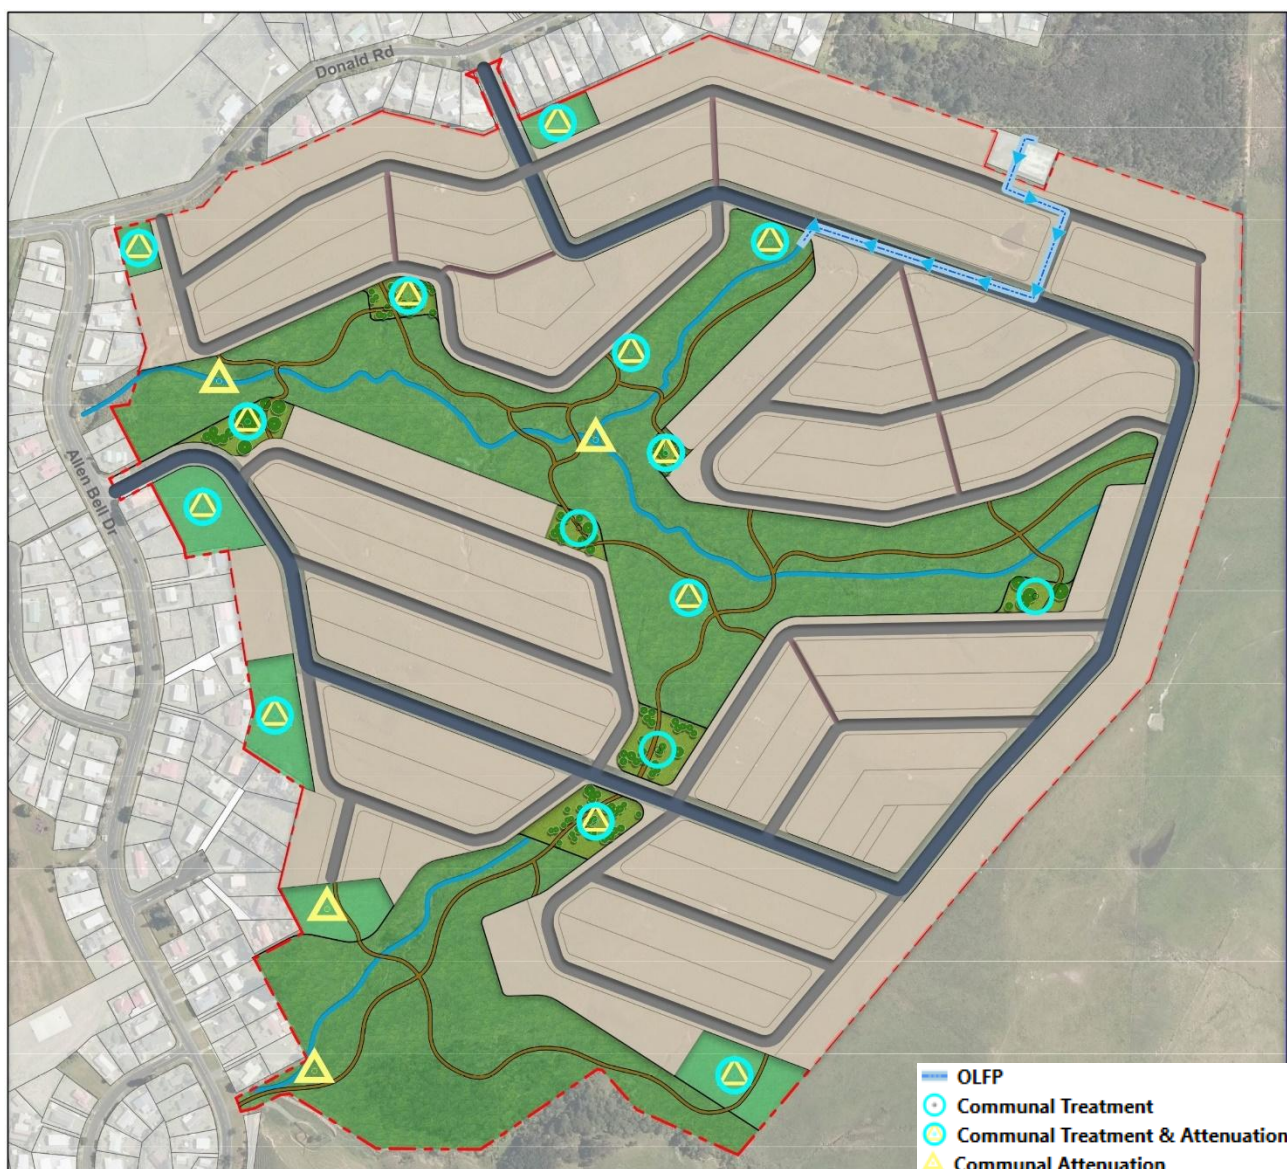 Donald Rd
Allen Bell Dr
OLFP
Communal Treatment
Communal Treatment & Attenuation
Communal Attenuation